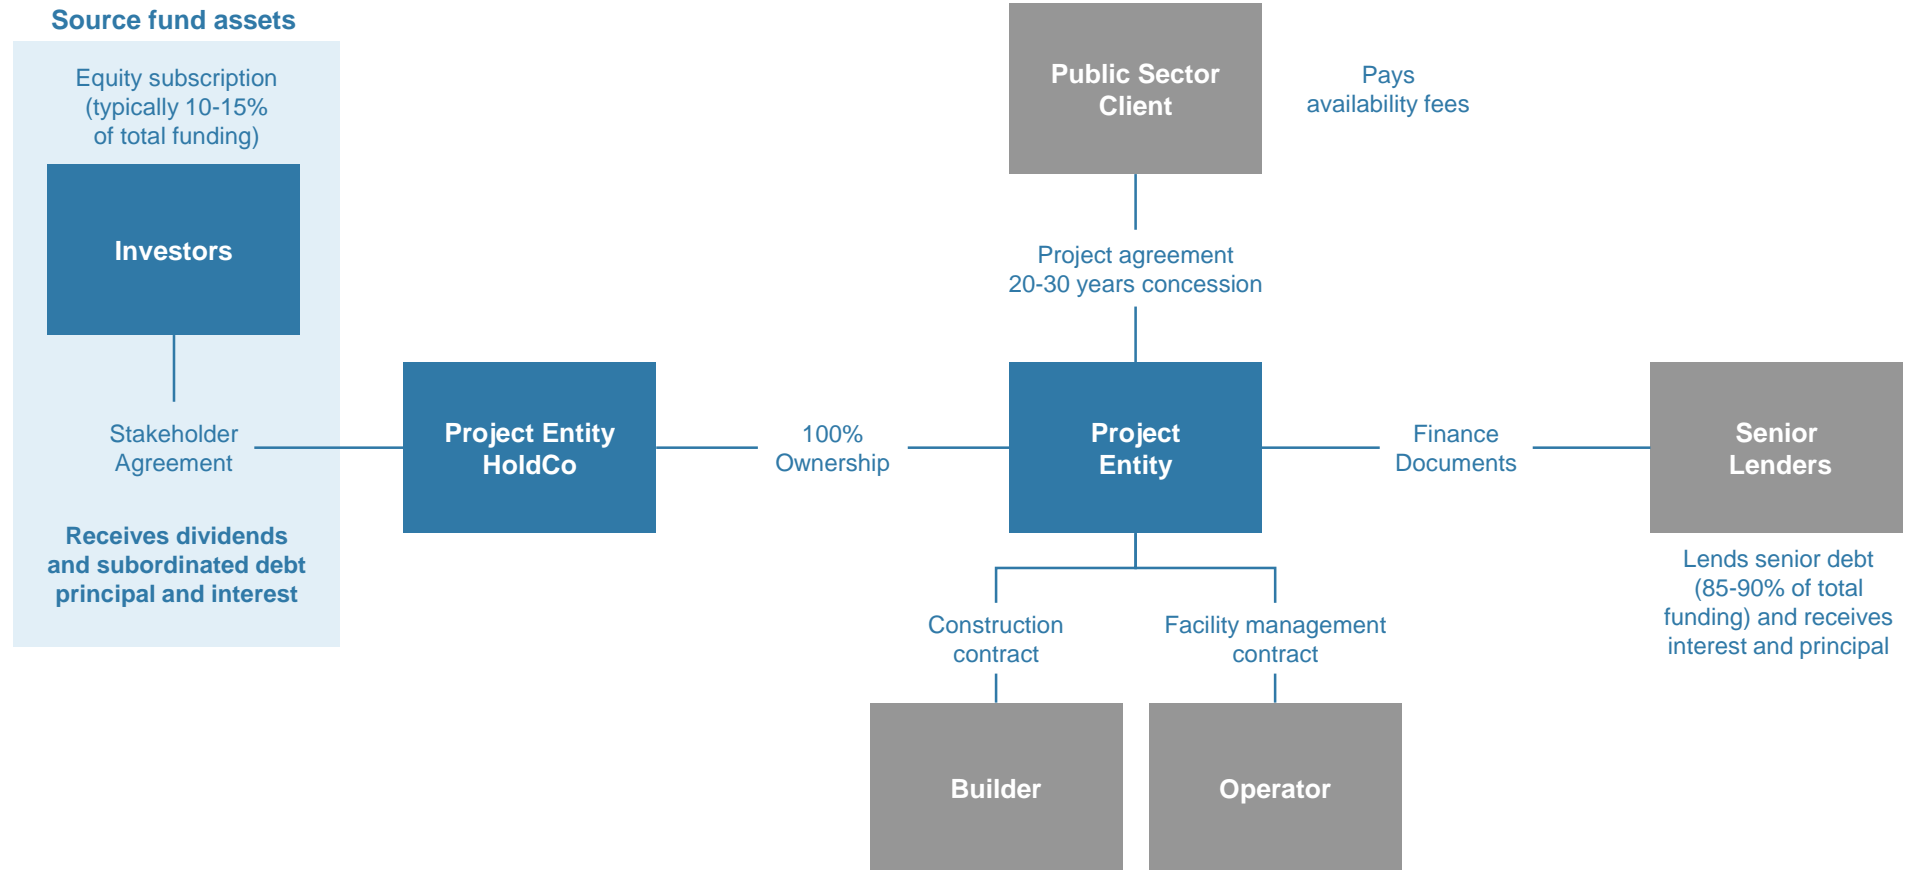 Source fund assets
Equity subscription
(typically 10-15%
of total funding)
Investors
Stakeholder
Agreement
Receives dividends
and subordinated debt
principal and interest
Project Entity
HoldCo
100%
Ownership
Public Sector
Client
Pays
availability fees
Project agreement
20-30 years concession
Project
Entity
Finance
Documents
Senior
Lenders
Lends senior debt
(85-90% of total
funding) and receives
interest and principal
Construction
contract
Facility management
contract
Builder
Operator